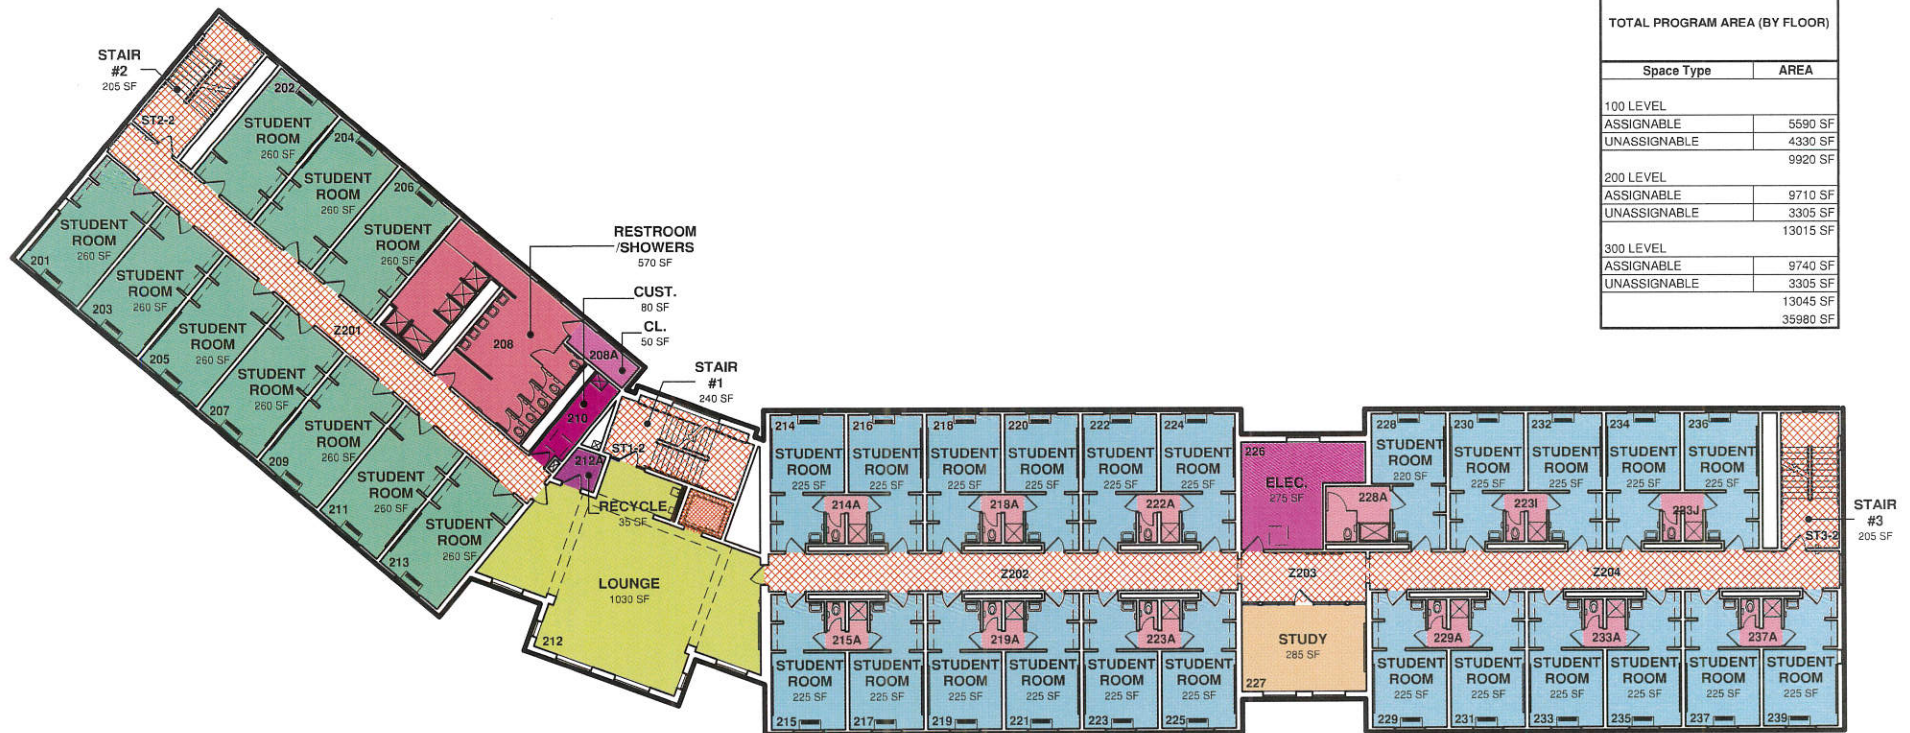 TOTAL PROGRAM AREA (BY FLOOR)
Space Type AREA
100 LEVEL
ASSIGNABLE 5590 SF
UNASSIGNABLE 4330 SF
9920 SF
200 LEVEL
ASSIGNABLE 9710 SF
UNASSIGNABLE 3305 SF
13015 SF
300 LEVEL
ASSIGNABLE 9740 SF
UNASSIGNABLE 3305 SF
13045 SF
35980 SF
STAIR
#2
205 SF
ST2-2
202
STUDENT
ROOM
260 SF
204
STUDENT
ROOM
260 SF
206
STUDENT
ROOM
260 SF
STUDENT
ROOM
260 SF
201
STUDENT
ROOM
260 SF
203
STUDENT
ROOM
260 SF
205
STUDENT
ROOM
260 SF
207
STUDENT
ROOM
260 SF
209
STUDENT
ROOM
260 SF
211
STUDENT
ROOM
260 SF
213
Z201
RESTROOM
/SHOWERS
570 SF
208
CUST.
80 SF
210
CL.
50 SF
208A
STAIR
#1
240 SF
ST1-2
212A
RECYCLE
35 SF
LOUNGE
1030 SF
212
214 216 218 220 222 224
STUDENT STUDENT STUDENT STUDENT STUDENT STUDENT
ROOM ROOM ROOM ROOM ROOM ROOM
225 SF 225 SF 225 SF 225 SF 225 SF 225 SF
214A 218A 222A
Z202
215A 219A 223A
STUDENT STUDENT STUDENT STUDENT STUDENT STUDENT
ROOM ROOM ROOM ROOM ROOM ROOM
225 SF 225 SF 225 SF 225 SF 225 SF 225 SF
215 217 219 221 223 225
226
ELEC.
275 SF
228A
Z203
STUDY
285 SF
227
228 230 232 234 236
STUDENT STUDENT STUDENT STUDENT STUDENT
ROOM ROOM ROOM ROOM ROOM
220 SF 225 SF 225 SF 225 SF 225 SF
223I 223J
STAIR
#3
205 SF
ST3-2
Z204
229A 233A 237A
STUDENT STUDENT STUDENT STUDENT STUDENT STUDENT
ROOM ROOM ROOM ROOM ROOM ROOM
225 SF 225 SF 225 SF 225 SF 225 SF 225 SF
229 231 233 235 237 239